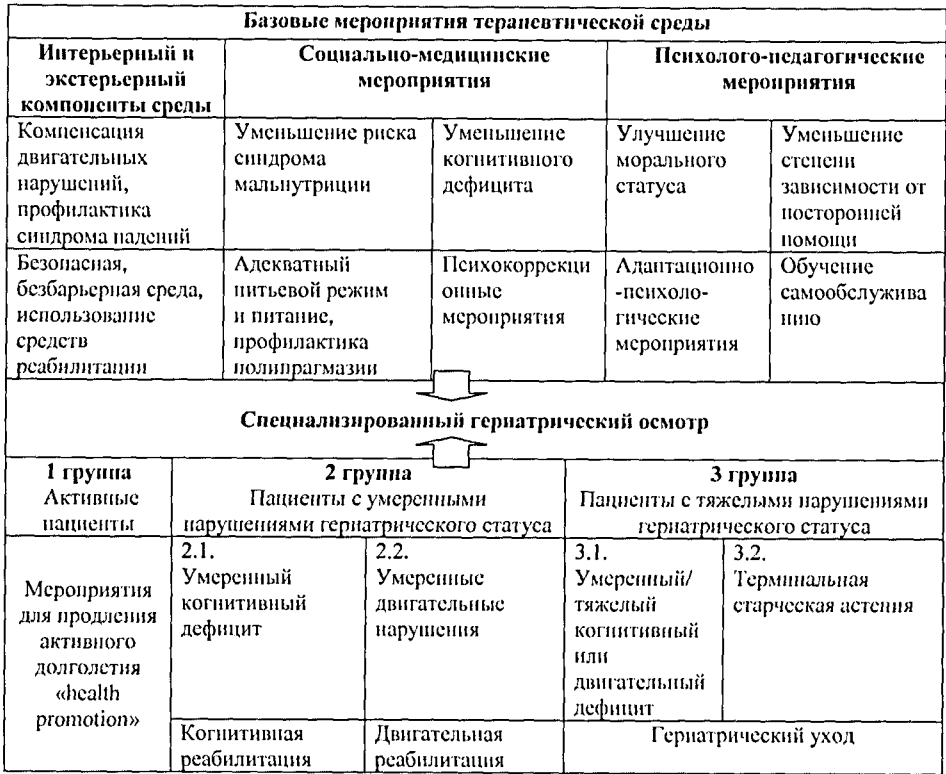 Базовые мероприятия терапевтической среды
Интерьерный и
экстерьерный
компоненты среды
Социально-медицинские
мероприятия
Психолого-педагогические
мероприятия
Компенсация
двигательных
нарушений,
профилактика
синдрома падений
Уменьшение риска
синдрома
мальнутриции
Уменьшение
когнитивного
дефицита
Улучшение
морального
статуса
Уменьшение
степени
зависимости от
посторонней
помощи
Безопасная,
безбарьерная среда,
использование
средств
реабилитации
Адекватный
питьевой режим
и питание,
профилактика
полипрагмазии
Психокоррекци
онные
мероприятия
Адаптационно
-психоло-
гические
мероприятия
Обучение
самообслужива
нию
Специализированный гериатрический осмотр
1 группа
Активные
пациенты
2 группа
Пациенты с умеренными
нарушениями гериатрического статуса
3 группа
Пациенты с тяжелыми нарушениями
гериатрического статуса
Мероприятия
для продления
активного
долголетия
«health
promotion»
2.1.
Умеренный
когнитивный
дефицит
2.2.
Умеренные
двигательные
нарушения
3.1.
Умеренный/
тяжелый
когнитивный
или
двигательный
дефицит
3.2.
Терминальная
старческая астения
Когнитивная
реабилитация
Двигательная
реабилитация
Гериатрический уход